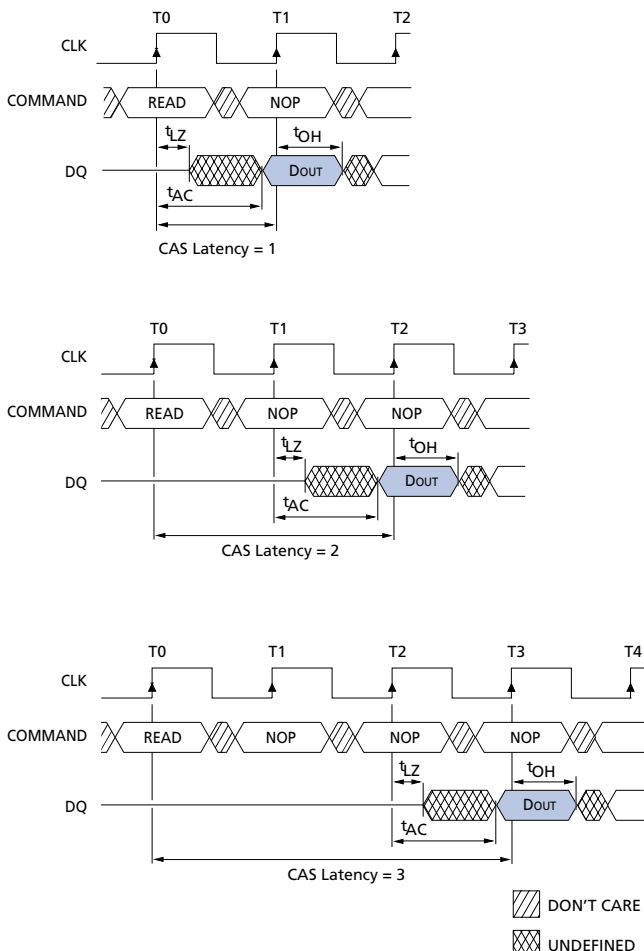 T0 T1 T2
CLK
COMMAND READ NOP
tLZ tOH
DQ DOUT
tAC
CAS Latency = 1
T0 T1 T2 T3
CLK
COMMAND READ NOP NOP
tLZ tOH
DQ DOUT
tAC
CAS Latency = 2
T0 T1 T2 T3 T4
CLK
COMMAND READ NOP NOP NOP
tLZ tOH
DQ DOUT
tAC
CAS Latency = 3
DON'T CARE
UNDEFINED